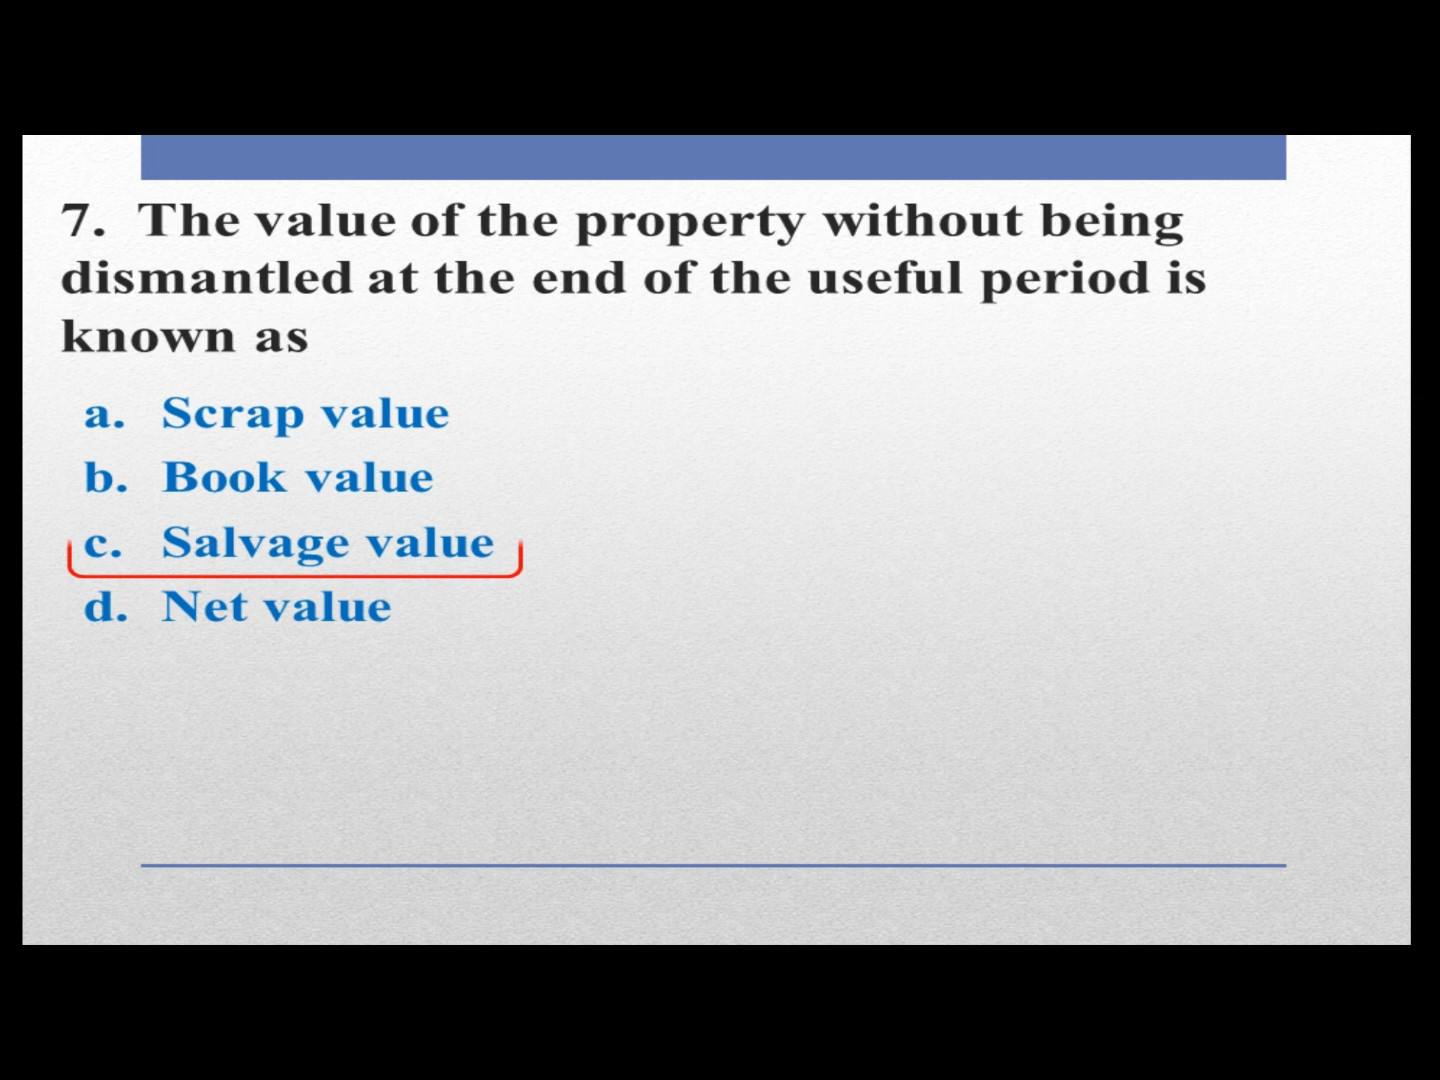 7. The value of the property without being
dismantled at the end of the useful period is
known as
a. Scrap value
b. Book value
c. Salvage value
d. Net value